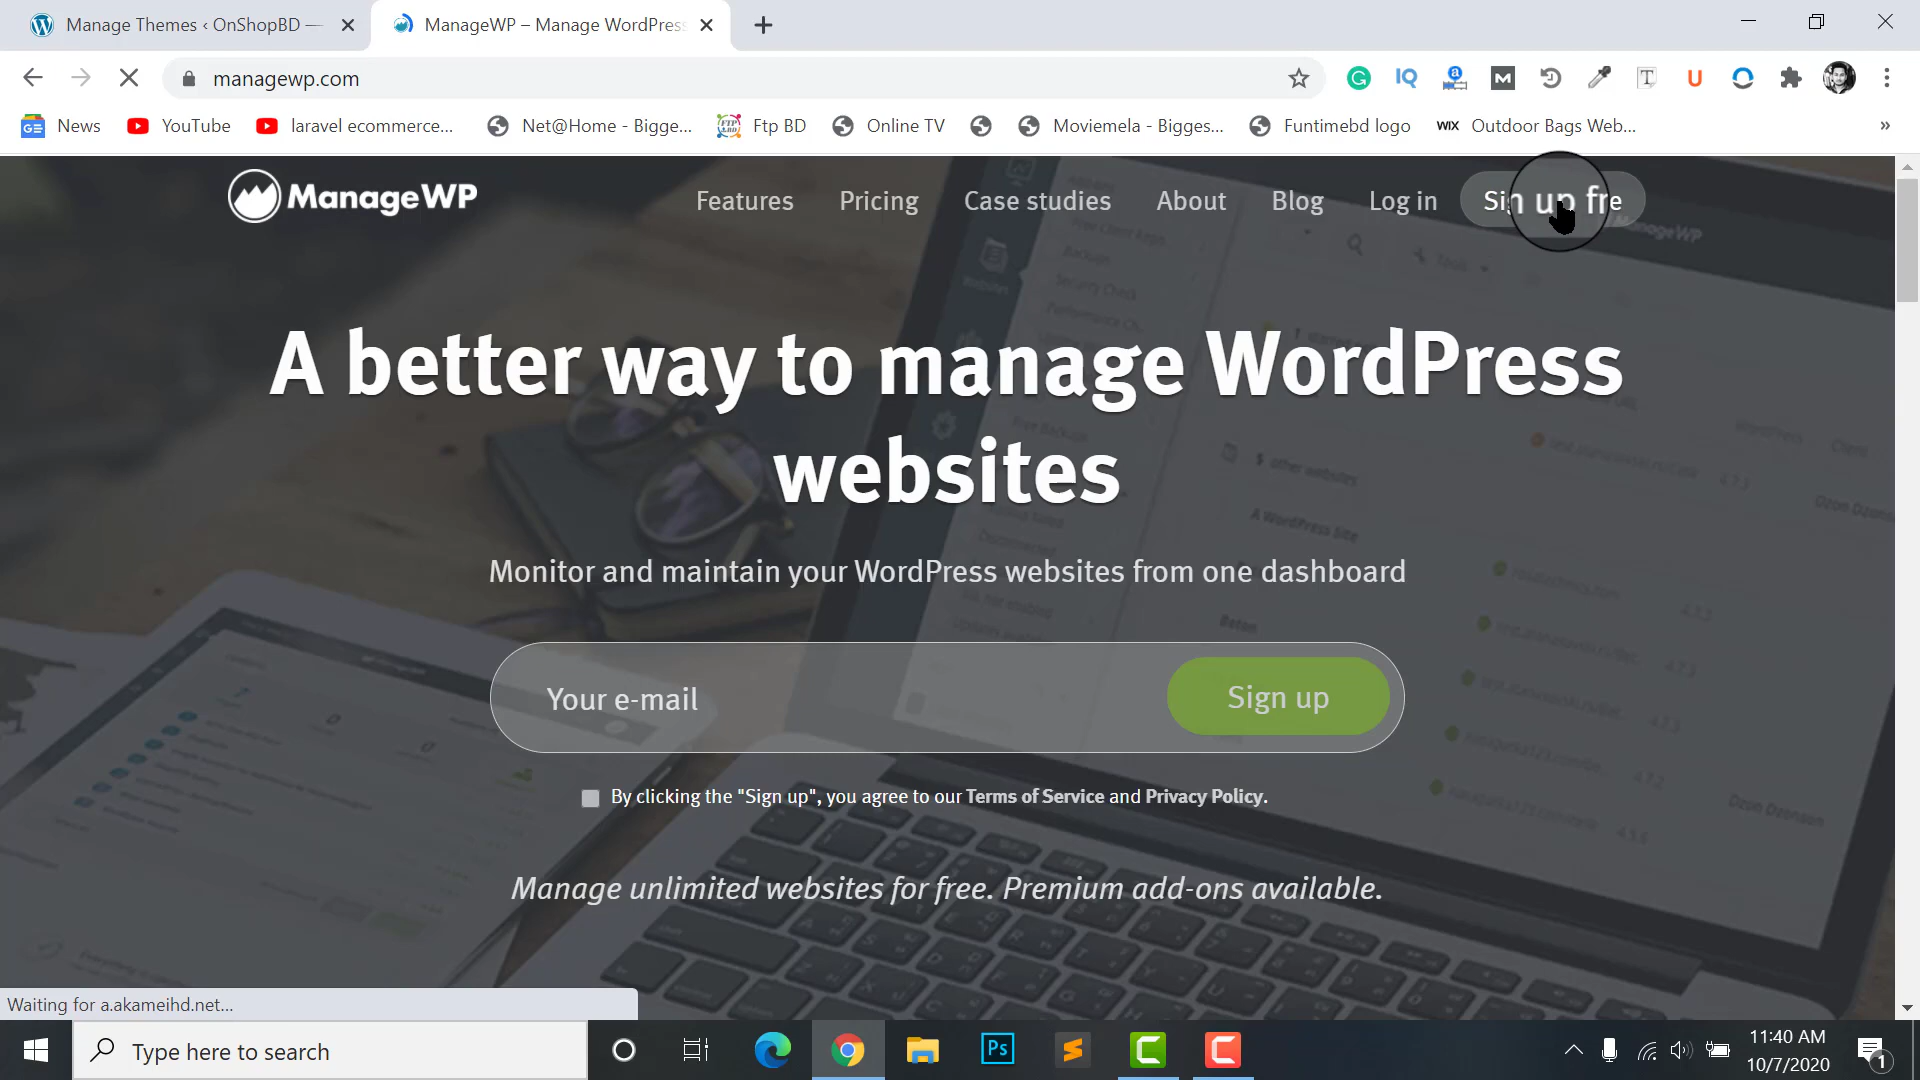 Manage Themes ‹ OnShopBD —
ManageWP – Manage WordPress
managewp.com
News
YouTube
laravel ecommerce...
Net@Home - Bigge...
Ftp BD
Online TV
Moviemela - Bigges...
Funtimebd logo
WIX
Outdoor Bags Web...
»
ManageWP
Features
Pricing
Case studies
About
Blog
Log in
A better way to manage WordPress
websites
Monitor and maintain your WordPress websites from one dashboard
Your e-mail
Sign up
By clicking the "Sign up", you agree to our Terms of Service and Privacy Policy.
Manage unlimited websites for free. Premium add-ons available.
Waiting for a.akameihd.net...
Type here to search
Ps
11:40 AM
10/7/2020
1